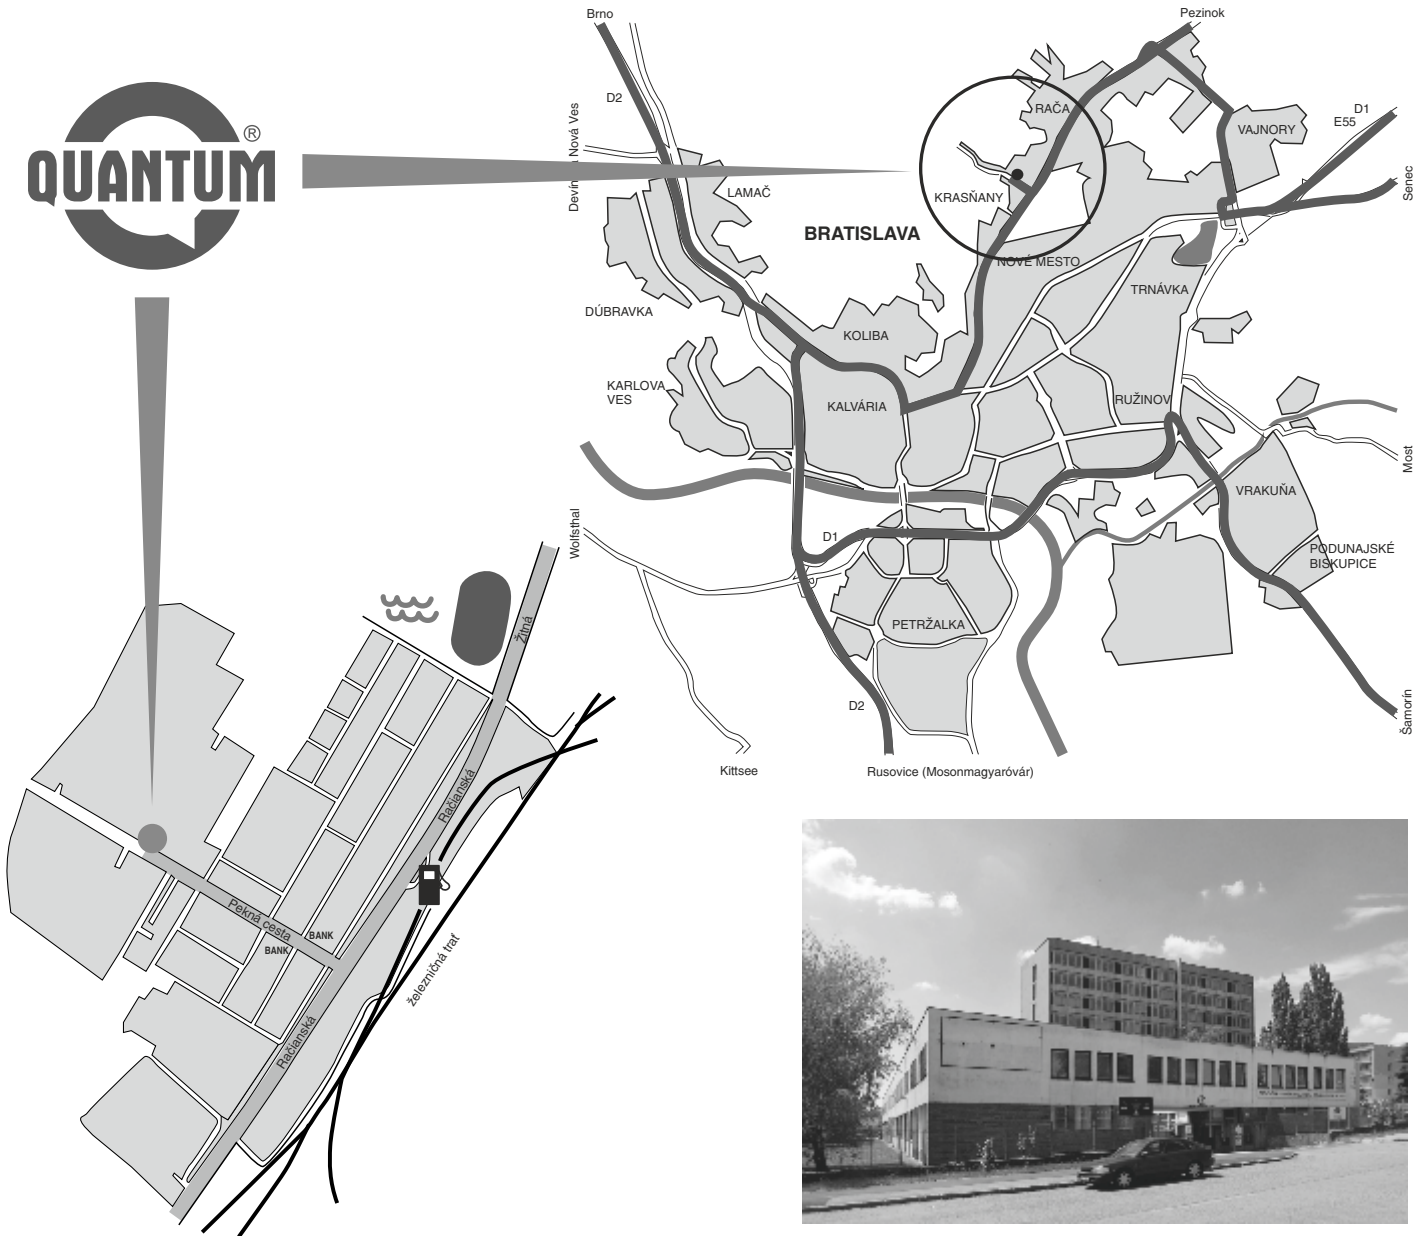 Brno
Pezinok
D2
Devínska Nová Ves
RAČA
D1
E55
VAJNORY
QUANTUM®
LAMAČ
KRASŇANY
Senec
BRATISLAVA
NOVÉ MESTO
TRNÁVKA
DÚBRAVKA
KOLIBA
KARLOVA
VES
KALVÁRIA
RUŽINOV
Most
VRAKUŇA
Wolfsthal
D1
PODUNAJSKÉ
BISKUPICE
PETRŽALKA
D2
Šamorín
Kittsee
Rusovice (Mosonmagyaróvár)
Žitná
Račianská
Pekná cesta
BANK
BANK
železničná trať
Račianská